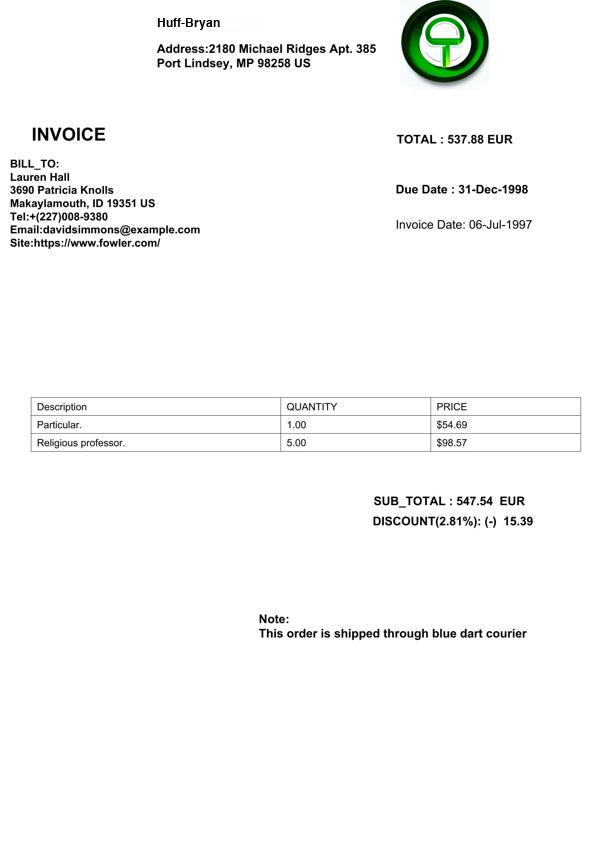 Huff-Bryan
Address:2180 Michael Ridges Apt. 385
Port Lindsey, MP 98258 US
INVOICE
TOTAL : 537.88 EUR
BILL_TO:
Lauren Hall
3690 Patricia Knolls
Makaylamouth, ID 19351 US
Tel:+(227)008-9380
Email:davidsimmons@example.com
Site:https://www.fowler.com/
Due Date : 31-Dec-1998
Invoice Date: 06-Jul-1997
Description QUANTITY PRICE
Particular. 1.00 $54.69
Religious professor. 5.00 $98.57
SUB_TOTAL : 547.54 EUR
DISCOUNT(2.81%): (-) 15.39
Note:
This order is shipped through blue dart courier